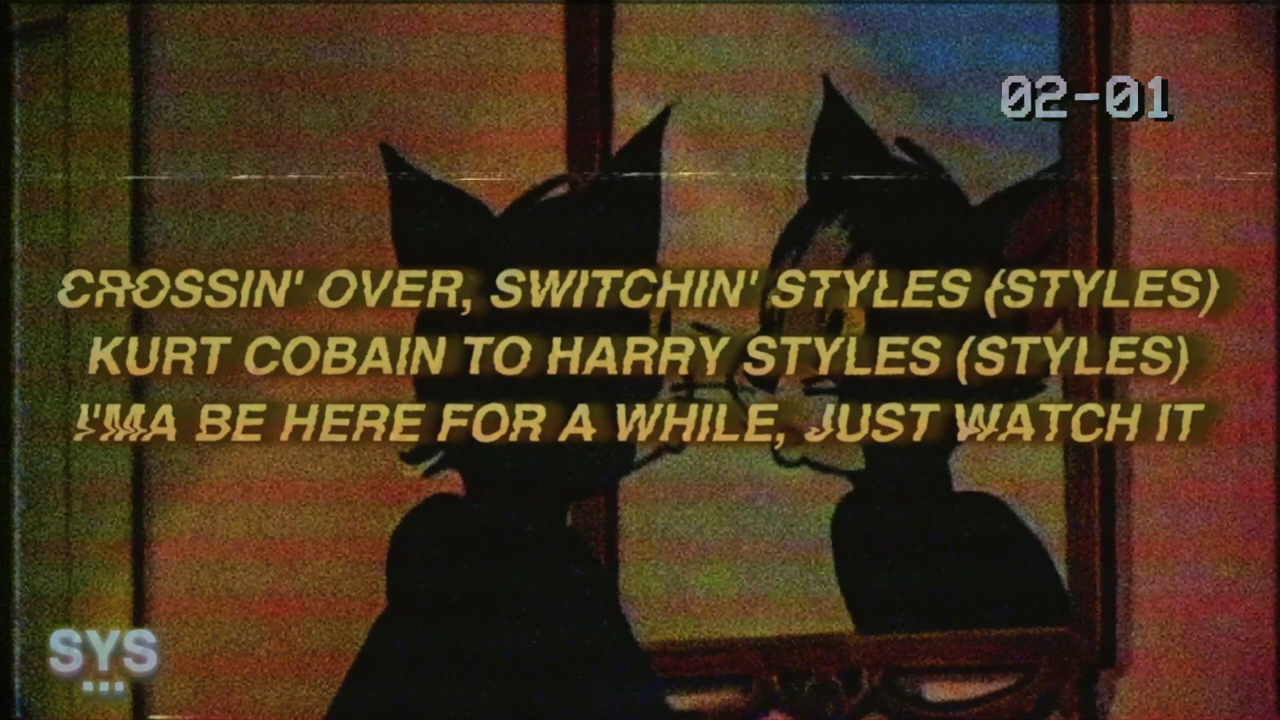 02-01
CROSSIN' OVER, SWITCHIN' STYLES (STYLES)
KURT COBAIN TO HARRY STYLES (STYLES)
I'MA BE HERE FOR A WHILE, JUST WATCH IT
SYS
...